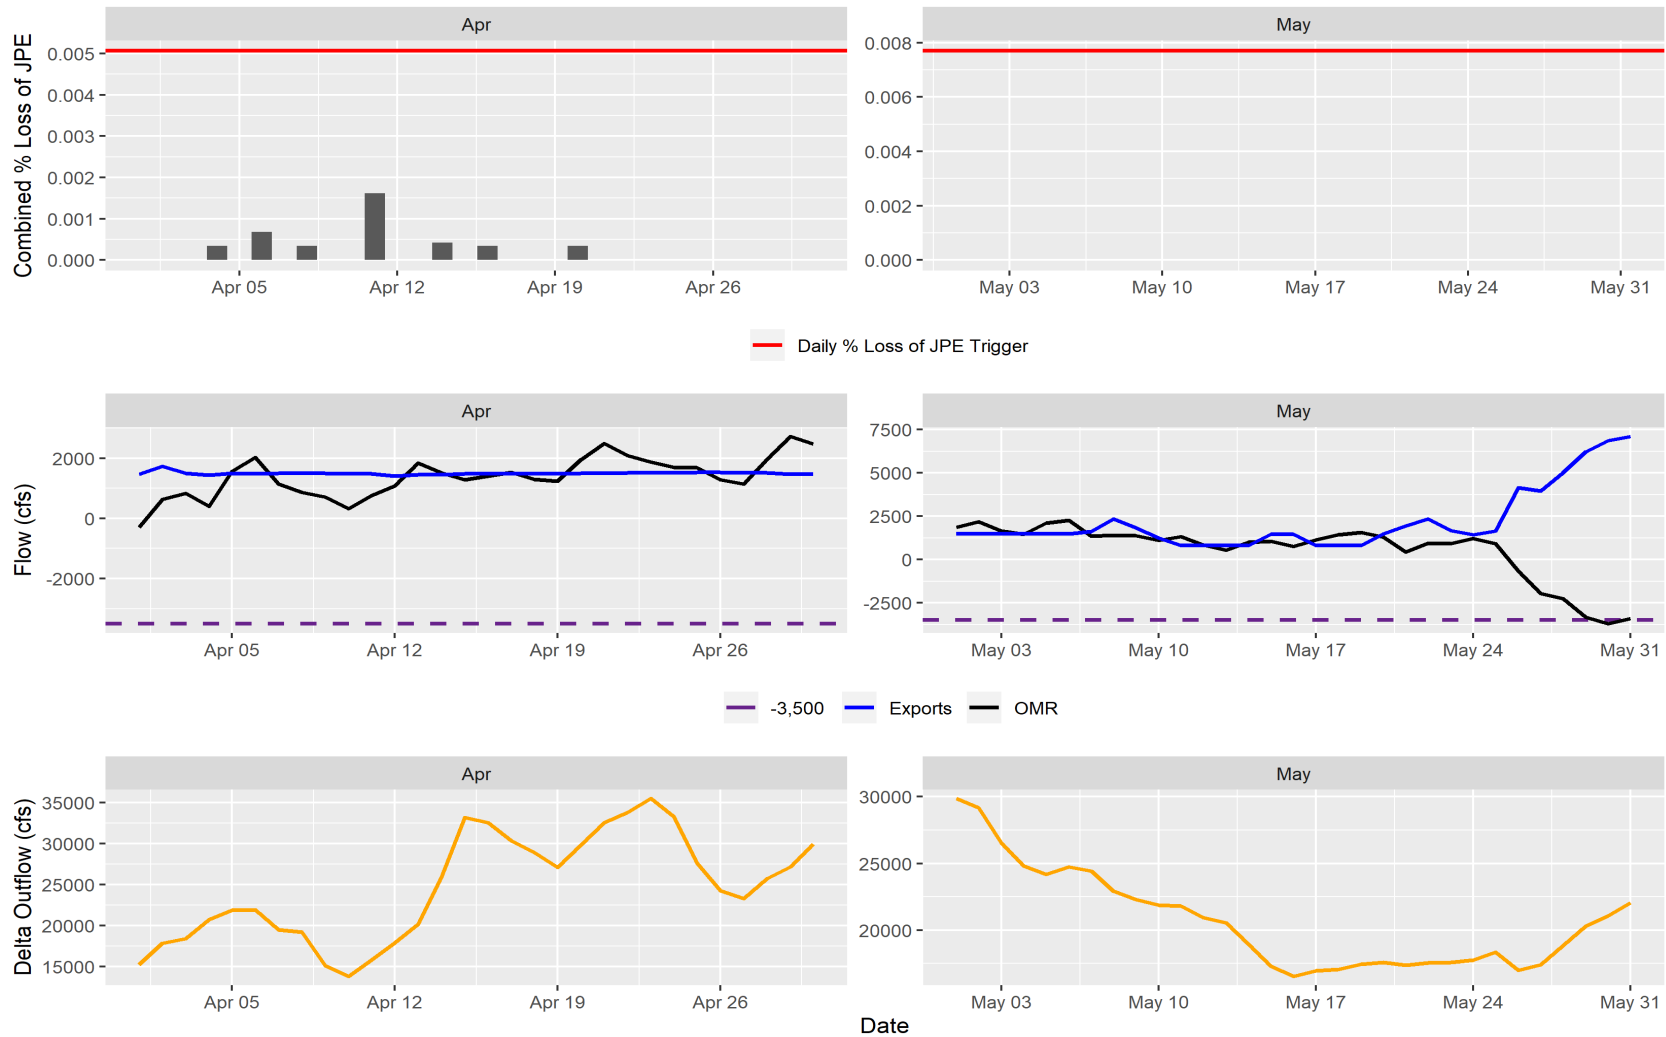 Apr
May
Combined % Loss of JPE
0.005
0.004
0.003
0.002
0.001
0.000
0.008
0.006
0.004
0.002
0.000
Apr 05 Apr 12 Apr 19 Apr 26
May 03 May 10 May 17 May 24 May 31
Daily % Loss of JPE Trigger
Apr
May
Flow (cfs)
2000
0
-2000
7500
5000
2500
0
-2500
Apr 05 Apr 12 Apr 19 Apr 26
May 03 May 10 May 17 May 24 May 31
-3,500 Exports OMR
Apr
May
Delta Outflow (cfs)
35000
30000
25000
20000
15000
30000
25000
20000
Apr 05 Apr 12 Apr 19 Apr 26
May 03 May 10 May 17 May 24 May 31
Date